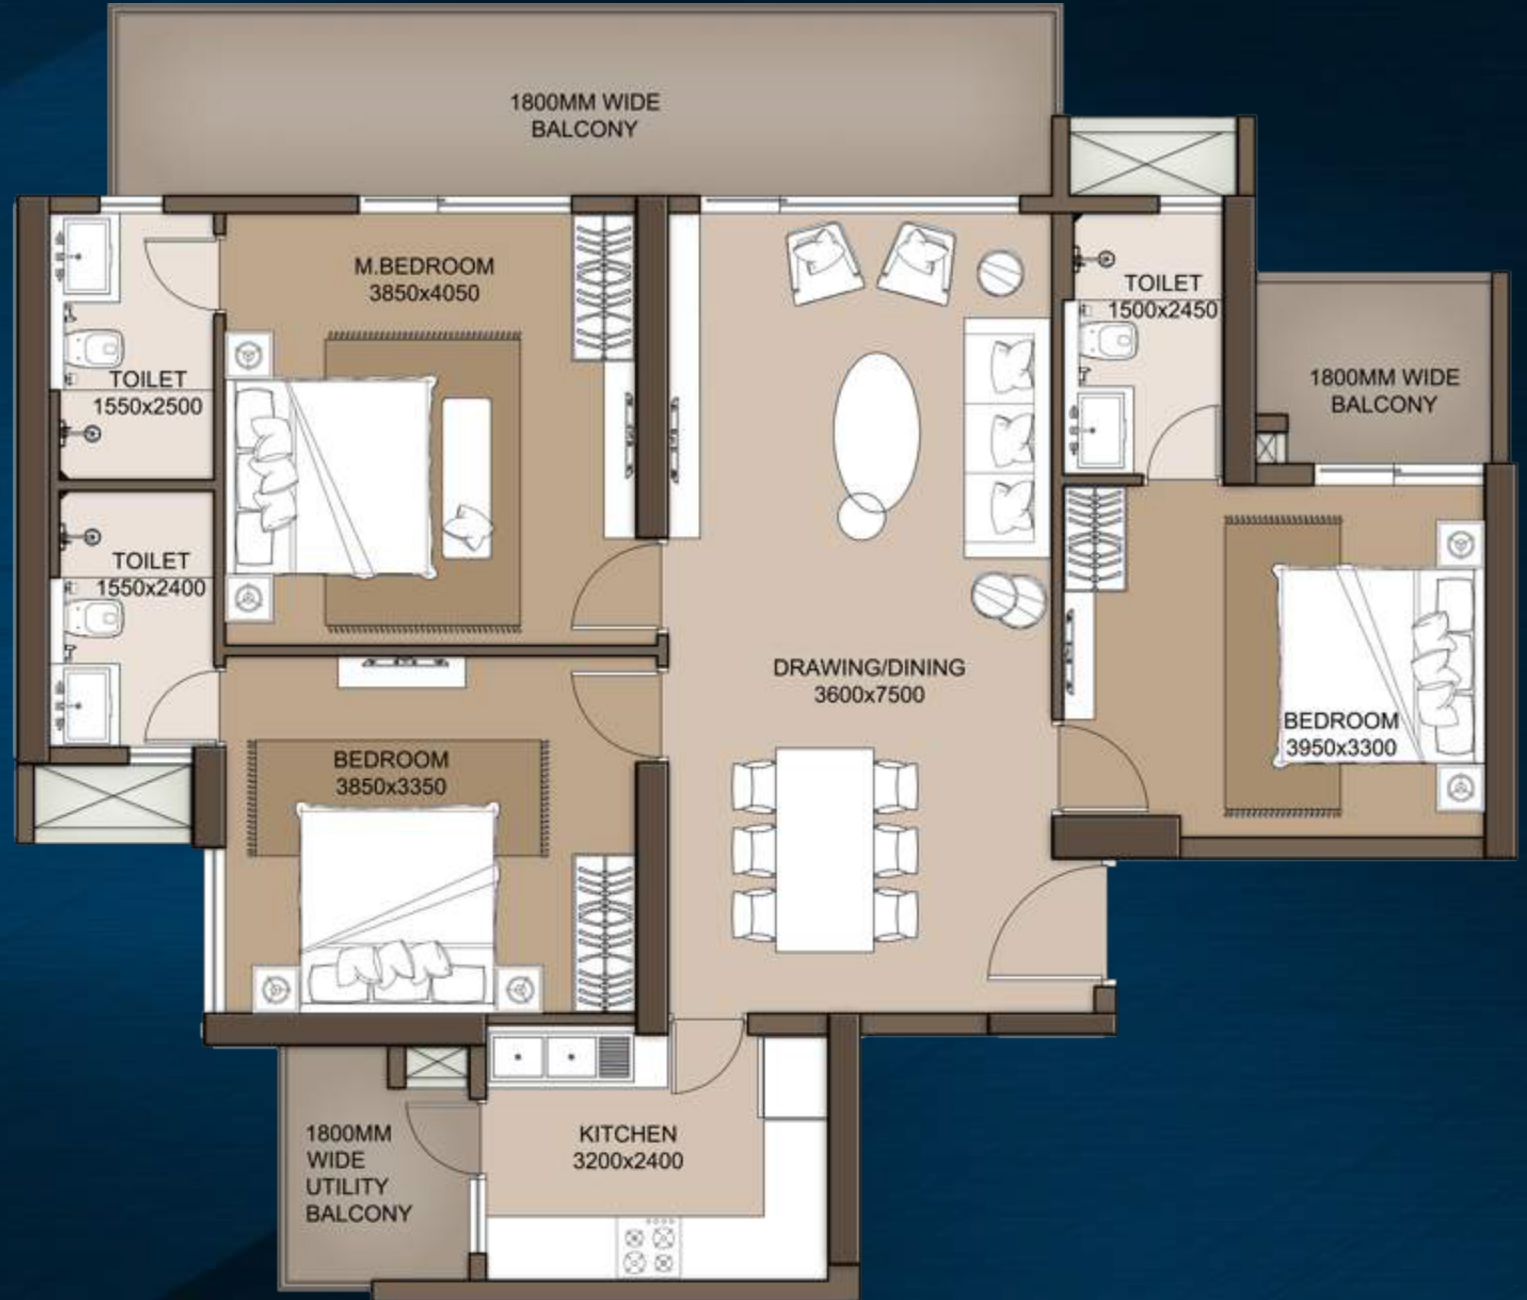 1800MM WIDE
BALCONY
M.BEDROOM
3850x4050
TOILET
1500x2450
1800MM WIDE
BALCONY
TOILET
1550x2500
TOILET
1550x2400
DRAWING/DINING
3600x7500
BEDROOM
3950x3300
BEDROOM
3850x3350
1800MM
WIDE
UTILITY
BALCONY
KITCHEN
3200x2400